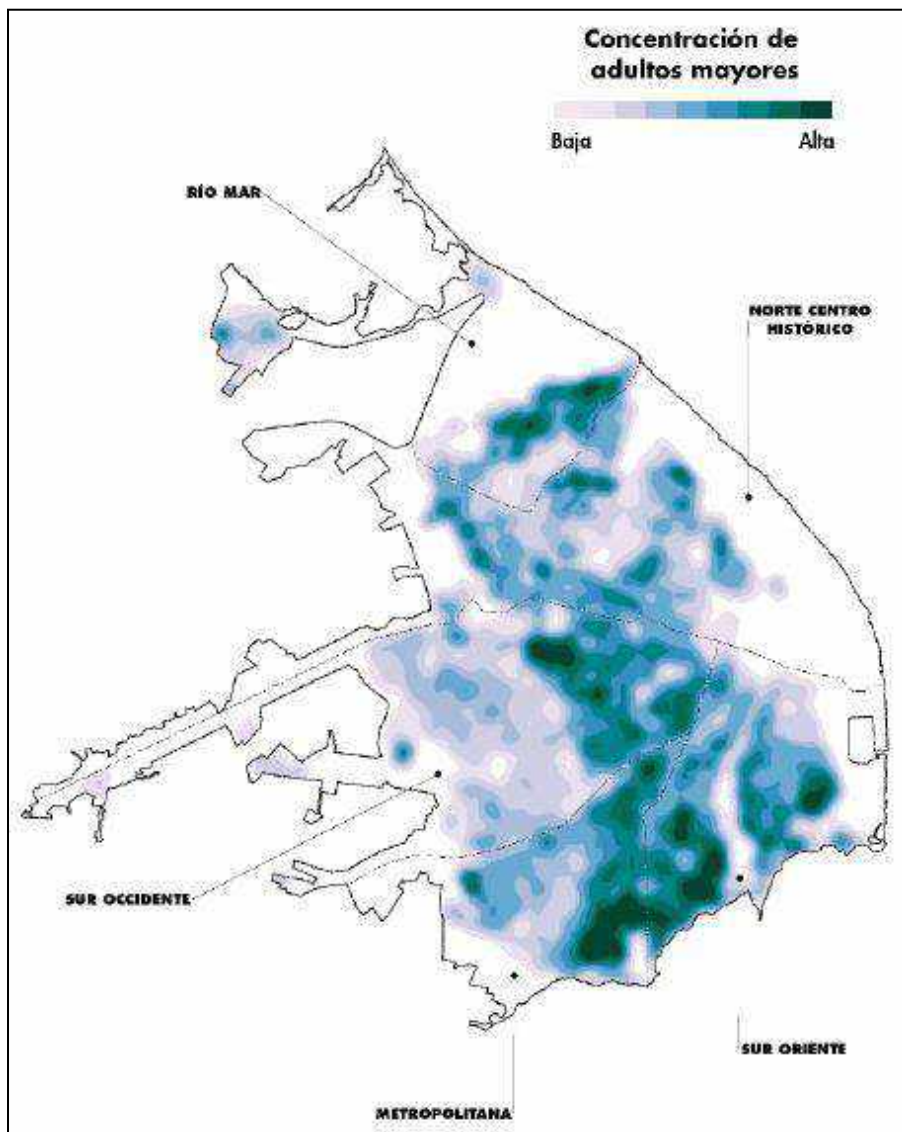 Concentración de
adultos mayores
Baja
Alta
RÍO MAR
NORTE CENTRO
HISTÓRICO
SUR OCCIDENTE
SUR ORIENTE
METROPOLITANA